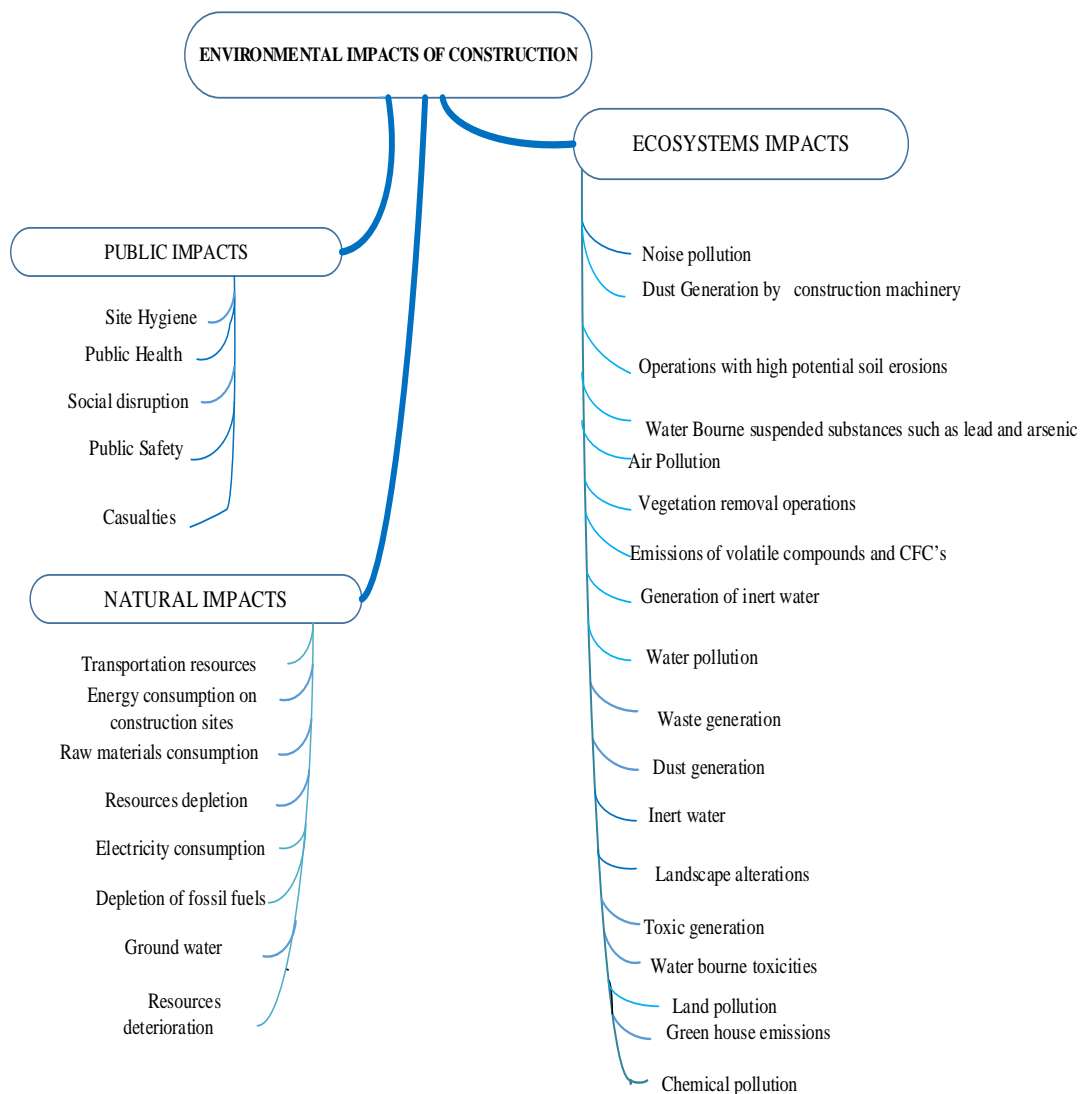 ENVIRONMENTAL IMPACTS OF CONSTRUCTION
PUBLIC IMPACTS
Site Hygiene
Public Health
Social disruption
Public Safety
Casualties
NATURAL IMPACTS
Transportation resources
Energy consumption on
construction sites
Raw materials consumption
Resources depletion
Electricity consumption
Depletion of fossil fuels
Ground water
Resources
deterioration
ECOSYSTEMS IMPACTS
Noise pollution
Dust Generation by construction machinery
Operations with high potential soil erosions
Water Bourne suspended substances such as lead and arsenic
Air Pollution
Vegetation removal operations
Emissions of volatile compounds and CFC's
Generation of inert water
Water pollution
Waste generation
Dust generation
Inert water
Landscape alterations
Toxic generation
Water bourne toxicities
Land pollution
Green house emissions
Chemical pollution